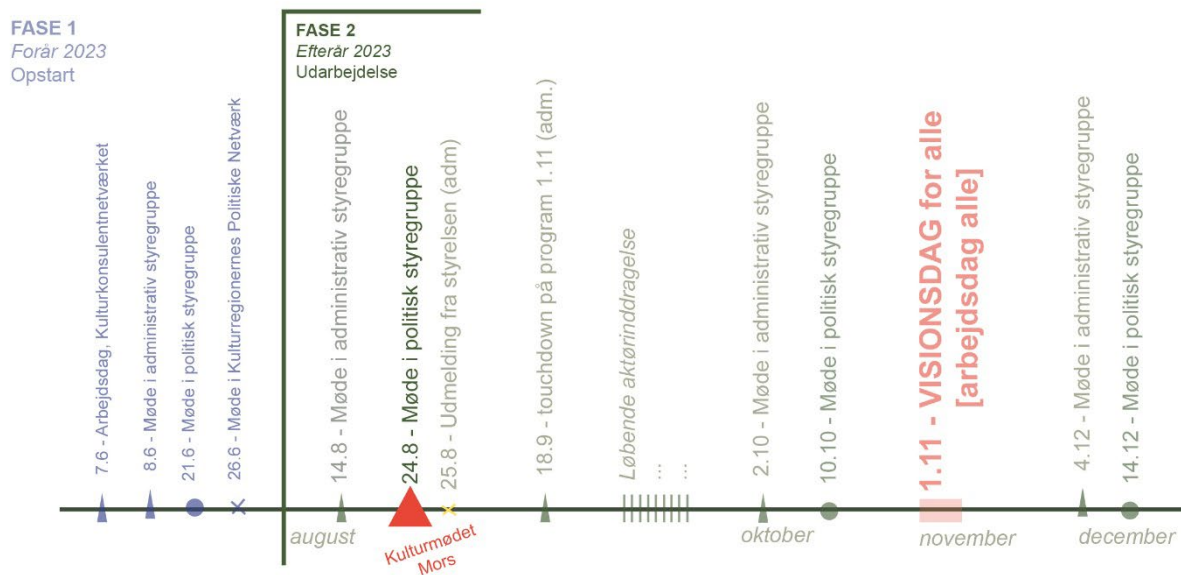 FASE 1
Forår 2023
Opstart
FASE 2
Efterår 2023
Udarbejdelse
7.6 - Arbejdsdag, Kulturkonsulentnetværket
8.6 - Møde i administrativ styregruppe
21.6 - Møde i politisk styregruppe
26.6 - Møde i Kulturregionernes Politiske Netværk
14.8 - Møde i administrativ styregruppe
24.8 - Møde i politisk styregruppe
25.8 - Udmelding fra styrelsen (adm)
18.9 - touchdown på program 1.11 (adm.)
Løbende aktørinddragelse
...
...
2.10 - Møde i administrativ styregruppe
10.10 - Møde i politisk styregruppe
1.11 - VISIONSDAG for alle
[arbejdsdag alle]
4.12 - Møde i administrativ styregruppe
14.12 - Møde i politisk styregruppe
august
Kulturmødet
Mors
oktober
november
december